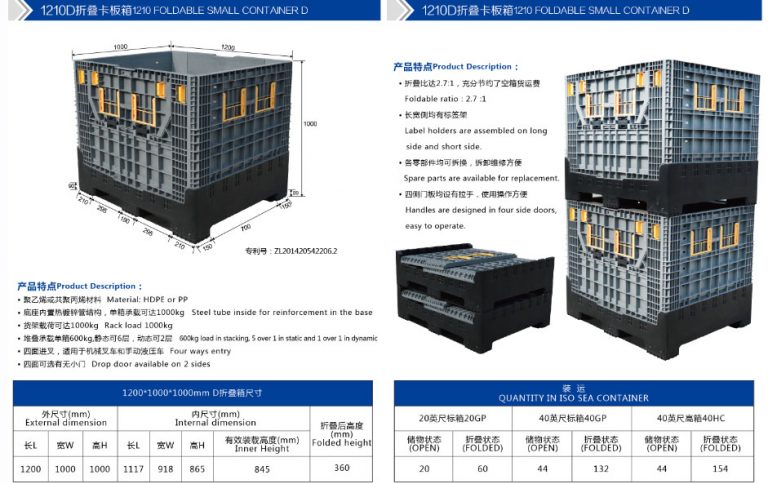 1210D折叠卡板箱1210 FOLDABLE SMALL CONTAINER D
1000
1200
1000
90
90
210
295
190
295
210
150
700
150
专利号：ZL201420542206.2
产品特点Product Description：
• 聚乙烯或共聚丙烯材料 Material: HDPE or PP
• 底座内置热镀锌管结构，单箱承载可达1000kg Steel tube inside for reinforcement in the base
• 货架载荷可达1000kg Rack load 1000kg
• 堆叠承载单箱600kg,静态可6层，动态可2层 600kg load in stacking, 5 over 1 in static and 1 over 1 in dynamic
• 四面进叉，适用于机械叉车和手动液压车 Four ways entry
• 四面可选有无小门 Drop door available on 2 sides
1200*1000*1000mm D折叠箱尺寸
外尺寸(mm)
External dimension
内尺寸(mm)
Internal dimension
折叠后高度
(mm)
Folded height
长L 宽W 高H 长L 宽W 高H 有效装载高度(mm)
Inner Height
1200 1000 1000 1117 918 865 845 360
1210D折叠卡板箱1210 FOLDABLE SMALL CONTAINER D
产品特点Product Description：
• 折叠比达2.7:1，充分节约了空箱货运费
Foldable ratio : 2.7 :1
• 长宽侧均有标签架
Label holders are assembled on long
side and short side.
• 各零部件均可拆换，拆卸维修方便
Spare parts are available for replacement.
• 四侧门板均设有拉手，使用操作方便
Handles are designed in four side doors,
easy to operate.
装 运
QUANTITY IN ISO SEA CONTAINER
20英尺标箱20GP 40英尺标箱40GP 40英尺高箱40HC
储物状态
(OPEN)
折叠状态
(FOLDED)
储物状态
(OPEN)
折叠状态
(FOLDED)
储物状态
(OPEN)
折叠状态
(FOLDED)
20 60 44 132 44 154